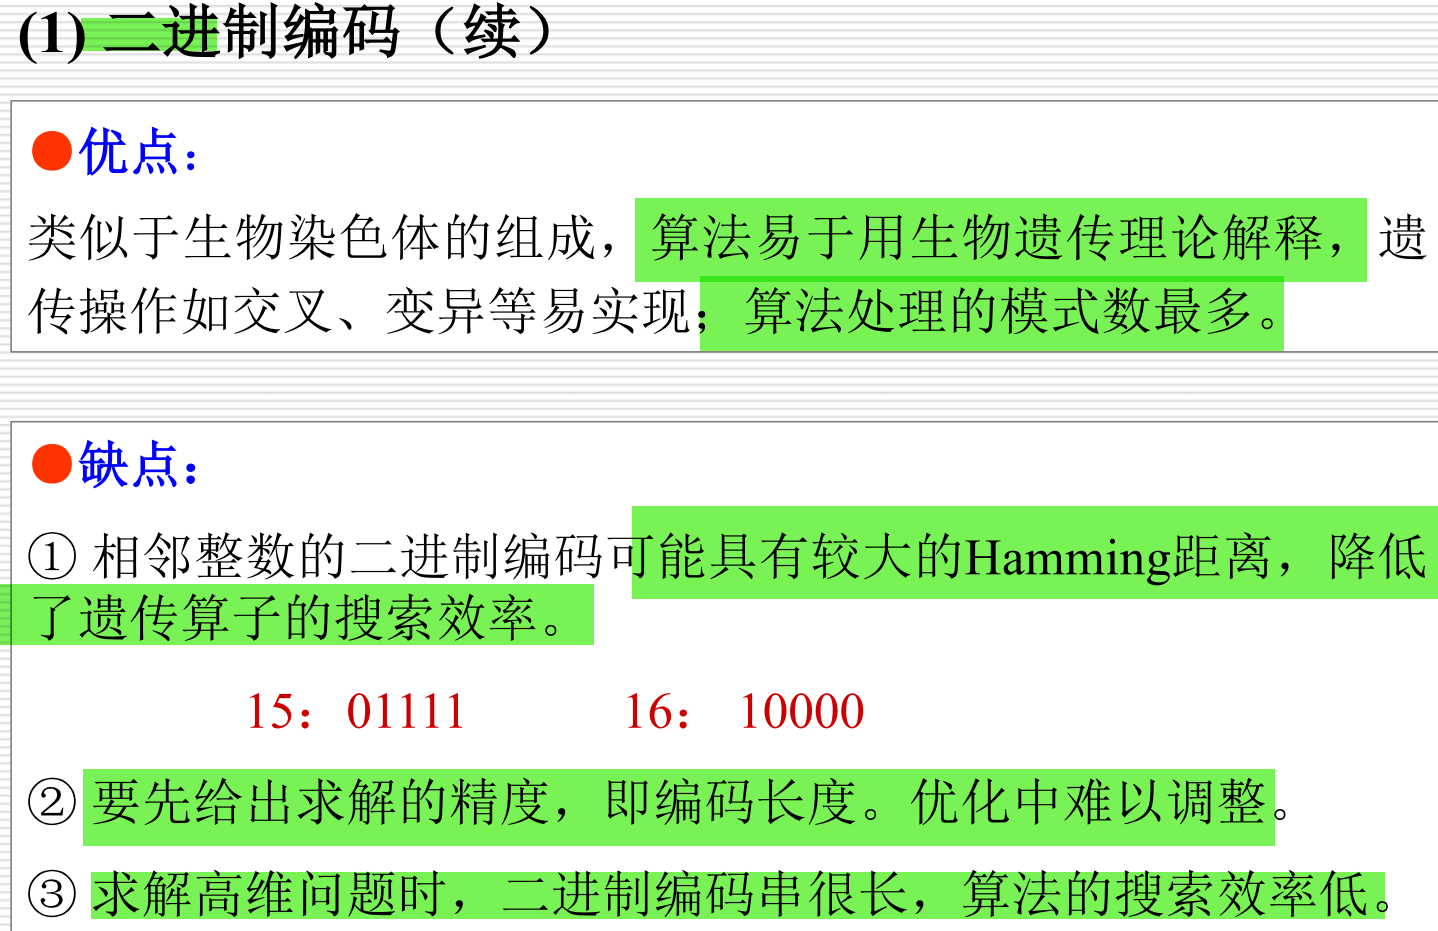 (1) 二进制编码（续）
●优点：
类似于生物染色体的组成，算法易于用生物遗传理论解释，遗
传操作如交叉、变异等易实现；算法处理的模式数最多。
●缺点：
① 相邻整数的二进制编码可能具有较大的Hamming距离，降低
了遗传算子的搜索效率。
15：01111 16： 10000
② 要先给出求解的精度，即编码长度。优化中难以调整。
③ 求解高维问题时，二进制编码串很长，算法的搜索效率低。